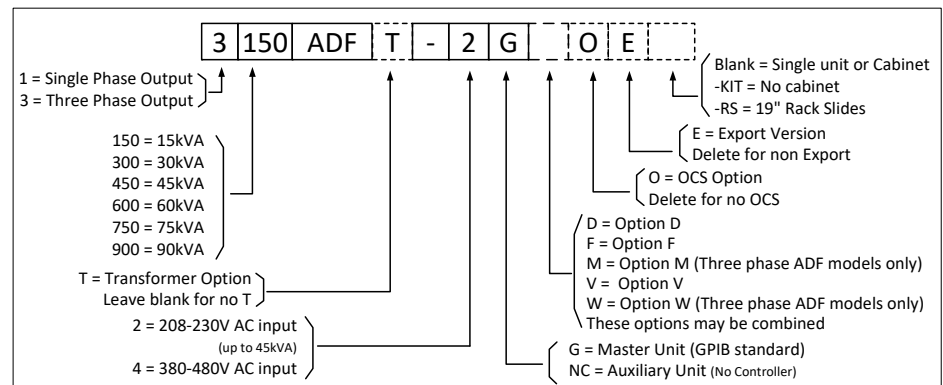 3 150 ADF T - 2 G O E
1 = Single Phase Output
3 = Three Phase Output
150 = 15kVA
300 = 30kVA
450 = 45kVA
600 = 60kVA
750 = 75kVA
900 = 90kVA
T = Transformer Option
Leave blank for no T
2 = 208-230V AC input
(up to 45kVA)
4 = 380-480V AC input
Blank = Single unit or Cabinet
-KIT = No cabinet
-RS = 19" Rack Slides
E = Export Version
Delete for non Export
O = OCS Option
Delete for no OCS
D = Option D
F = Option F
M = Option M (Three phase ADF models only)
V = Option V
W = Option W (Three phase ADF models only)
These options may be combined
G = Master Unit (GPIB standard)
NC = Auxiliary Unit (No Controller)